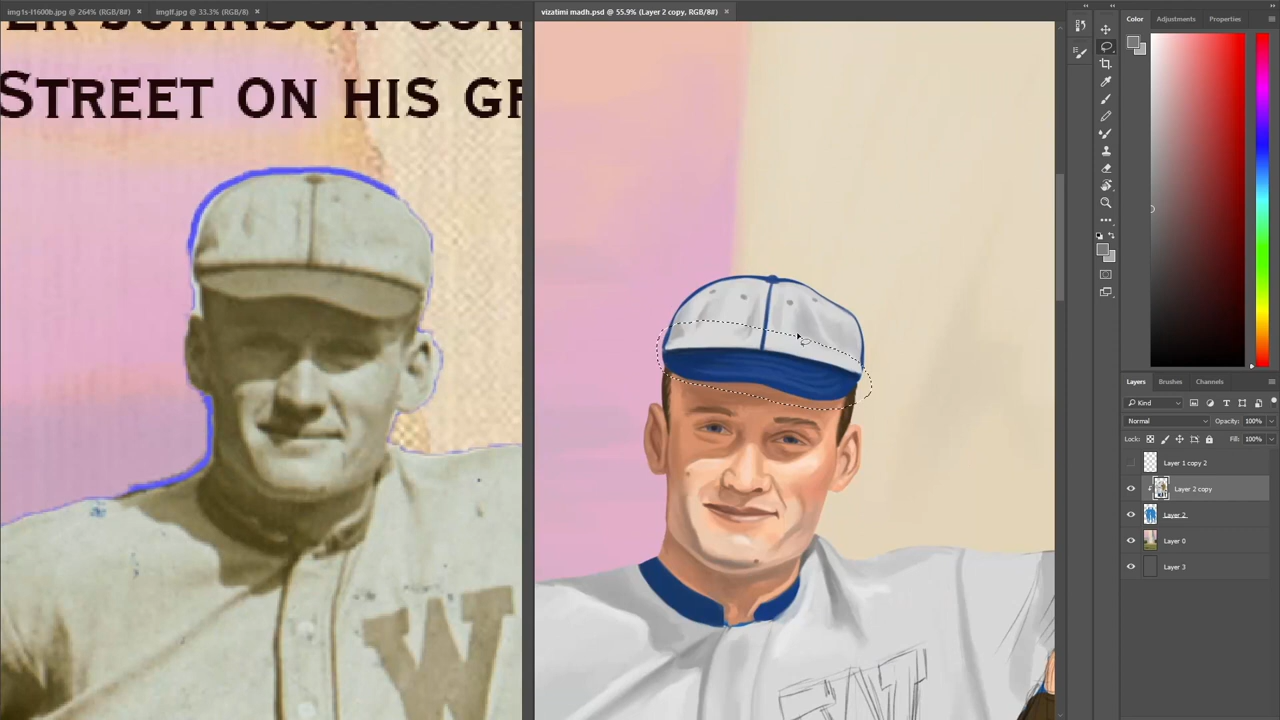 img1s-l1600b.jpg @ 264% (RGB/8#) ×
imgIf.jpg @ 33.3% (RGB/8) ×
vizatimi madh.psd @ 55.9% (Layer 2 copy, RGB/8#) ×
STREET ON HIS
W
Color Adjustments Properties
Layers Brushes Channels
Kind
Normal Opacity: 100%
Lock: Fill: 100%
Layer 1 copy 2
Layer 2 copy
Layer 2
Layer 0
Layer 3